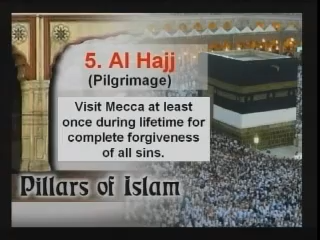 5. Al Hajj
(Pilgrimage)
Visit Mecca at least
once during lifetime for
complete forgiveness
of all sins.
Pillars of Islam